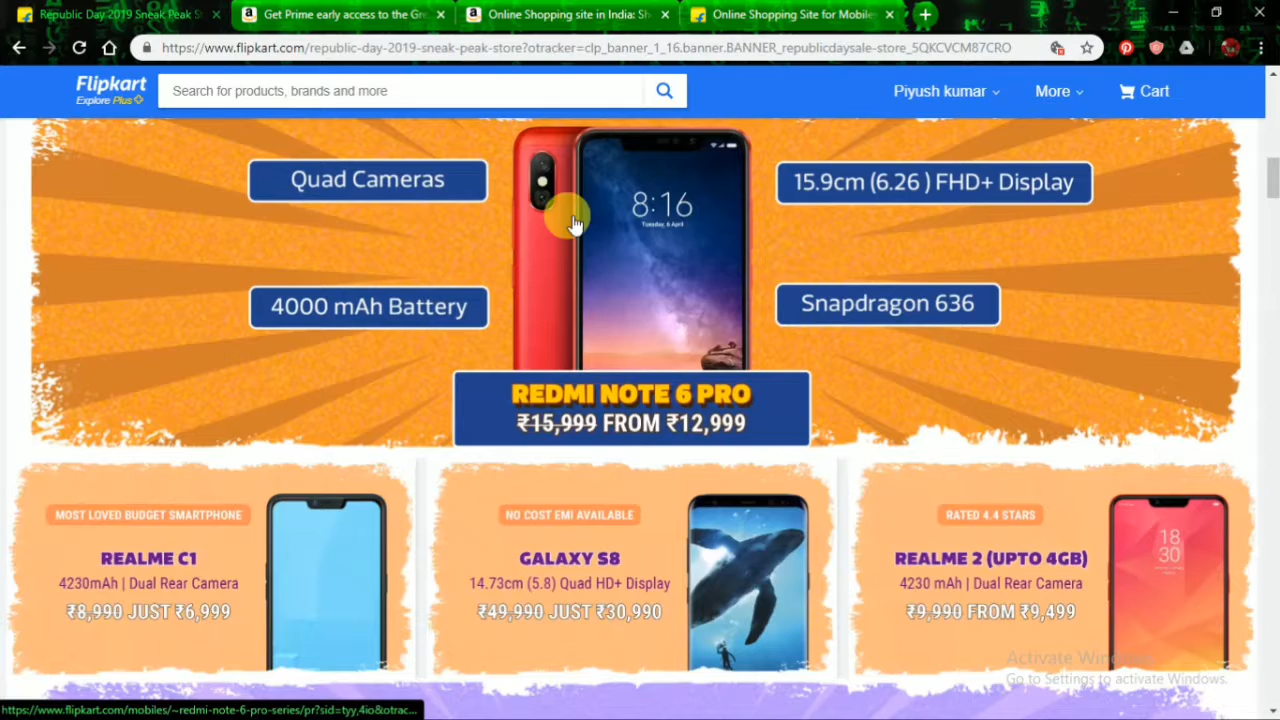 Republic Day 2019 Sneak Peak S
Get Prime early access to the Gre
Online Shopping site in India: Sh
Online Shopping Site for Mobile
https://www.flipkart.com/republic-day-2019-sneak-peak-store?otracker=clp_banner_1_16.banner.BANNER_republicdaysale-store_5QKCVCM87CRO
Flipkart
Explore Plus
Search for products, brands and more
Piyush kumar
More
Cart
Quad Cameras
15.9cm (6.26 ) FHD+ Display
8:16
Tuesday, 6 April
4000 mAh Battery
Snapdragon 636
REDMI NOTE 6 PRO
₹15,999 FROM ₹12,999
MOST LOVED BUDGET SMARTPHONE
REALME C1
4230mAh | Dual Rear Camera
₹8,990 JUST ₹6,999
NO COST EMI AVAILABLE
GALAXY S8
14.73cm (5.8) Quad HD+ Display
₹49,990 JUST ₹30,990
RATED 4.4 STARS
REALME 2 (UPTO 4GB)
4230 mAh | Dual Rear Camera
₹9,990 FROM ₹9,499
18
30
Activate Windows
Go to Settings to activate Windows.
https://www.flipkart.com/mobiles/~redmi-note-6-pro-series/pr?sid=tyy,4io&otrac...